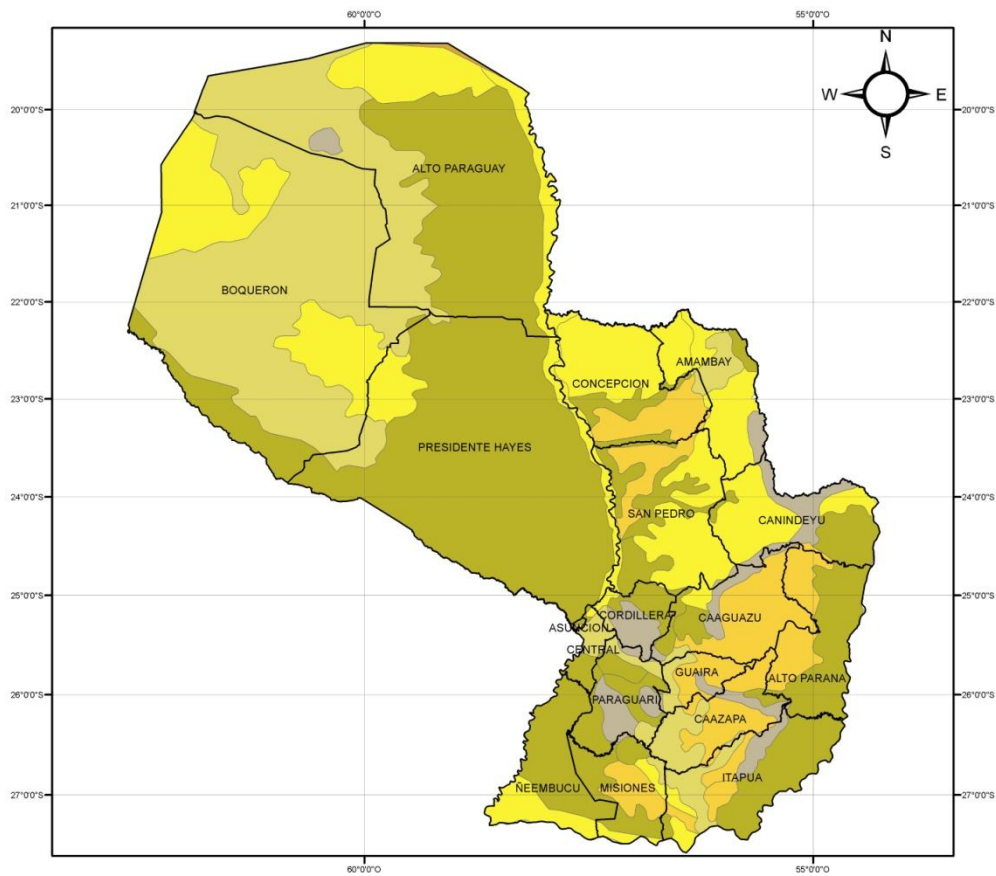 60°0'0"O 55°0'0"O
N
W E
S
20°0'0"S 20°0'0"S
ALTO PARAGUAY
21°0'0"S 21°0'0"S
BOQUERON
22°0'0"S 22°0'0"S
AMAMBAY
CONCEPCION
23°0'0"S 23°0'0"S
PRESIDENTE HAYES
24°0'0"S 24°0'0"S
SAN PEDRO CANINDEYU
25°0'0"S 25°0'0"S
CORDILLERA CAAGUAZU
ASUNCION
CENTRAL
GUAIRA ALTO PARANA
26°0'0"S 26°0'0"S
PARAGUARI
CAAZAPA
ITAPUA
ÑEEMBUCU MISIONES
27°0'0"S 27°0'0"S
60°0'0"O 55°0'0"O